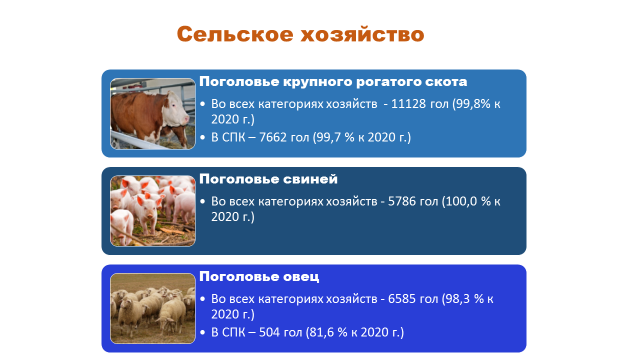 Сельское хозяйство
Поголовье крупного рогатого скота
• Во всех категориях хозяйств - 11128 гол (99,8% к
2020 г.)
• В СПК – 7662 гол (99,7 % к 2020 г.)
Поголовье свиней
• Во всех категориях хозяйств - 5786 гол (100,0 % к
2020 г.)
Поголовье овец
• Во всех категориях хозяйств - 6585 гол (98,3 % к
2020 г.)
• В СПК – 504 гол (81,6 % к 2020 г.)